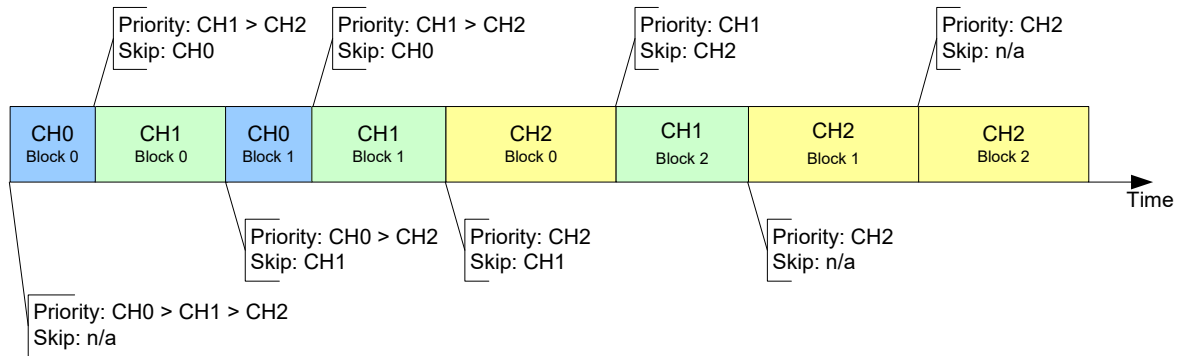 Priority: CH1 > CH2
Skip: CH0
Priority: CH1 > CH2
Skip: CH0
Priority: CH1
Skip: CH2
Priority: CH2
Skip: n/a
CH0
Block 0
CH1
Block 0
CH0
Block 1
CH1
Block 1
CH2
Block 0
CH1
Block 2
CH2
Block 1
CH2
Block 2
Time
Priority: CH0 > CH2
Skip: CH1
Priority: CH2
Skip: CH1
Priority: CH2
Skip: n/a
Priority: CH0 > CH1 > CH2
Skip: n/a